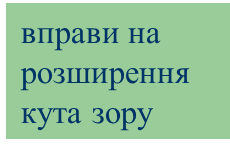 вправи на
розширення
кута зору